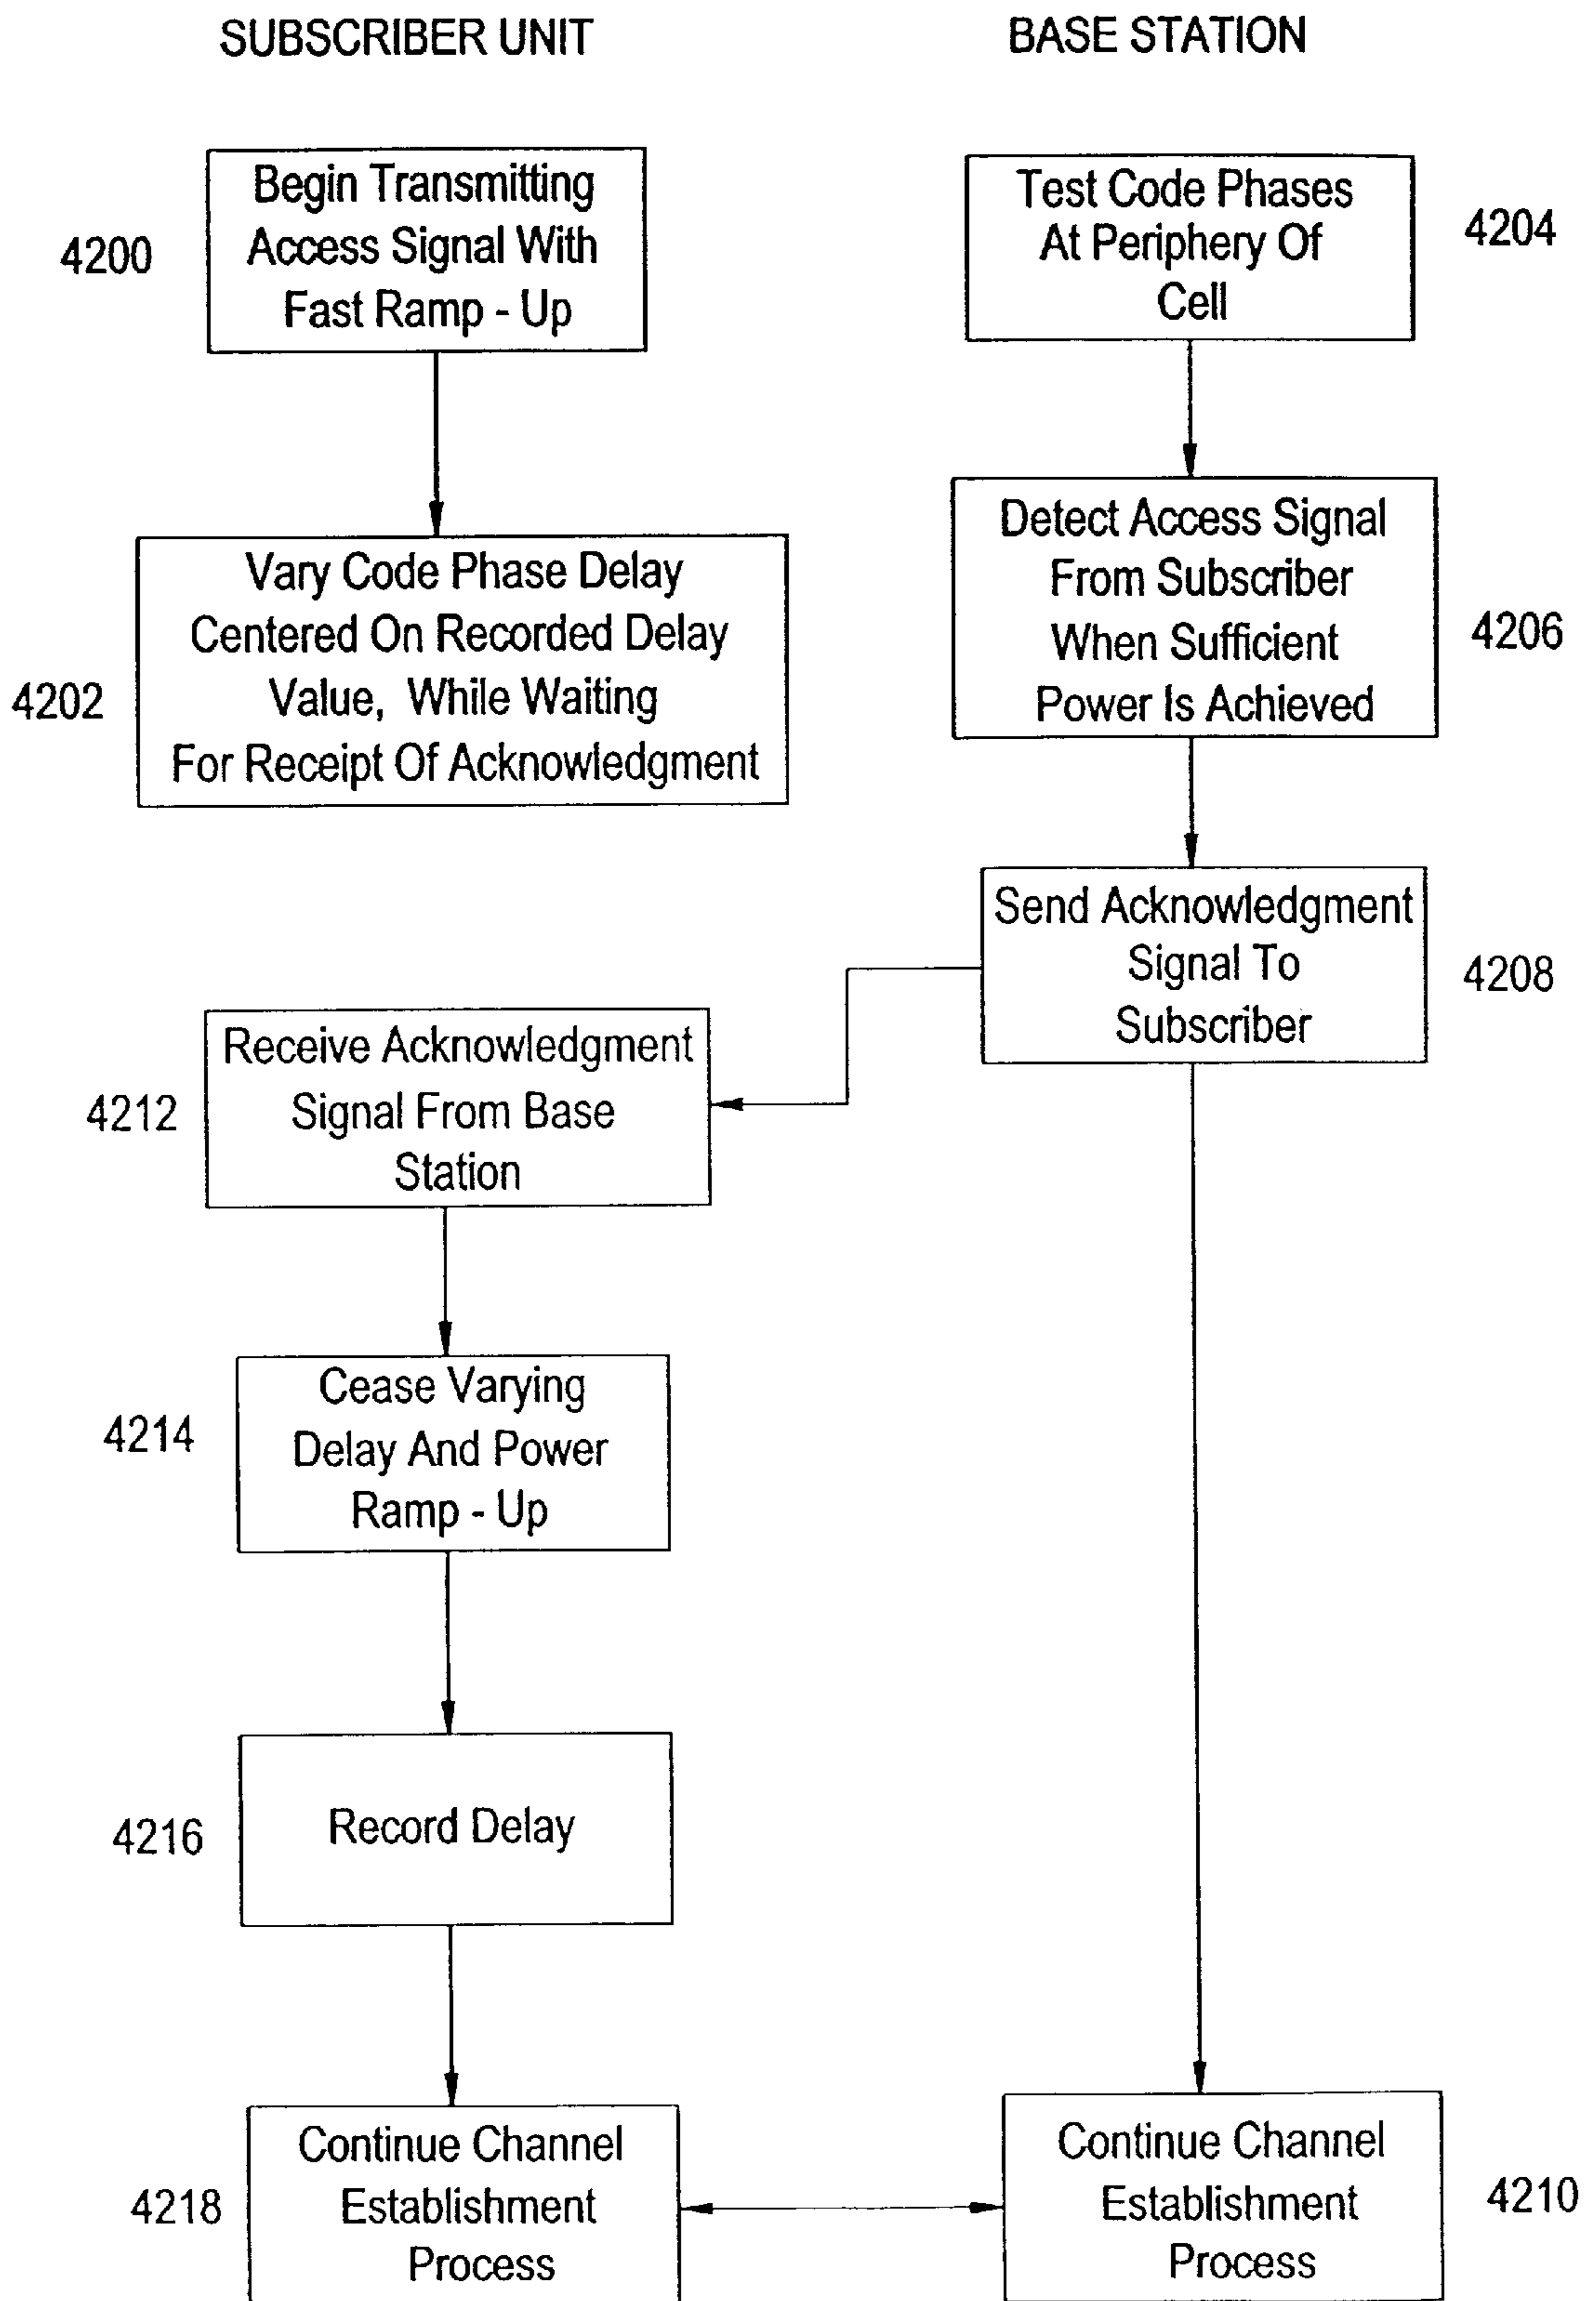 SUBSCRIBER UNIT
BASE STATION
Begin Transmitting
Access Signal With
Fast Ramp - Up
4200
Test Code Phases
At Periphery Of
Cell
4204
Vary Code Phase Delay
Centered On Recorded Delay
Value, While Waiting
For Receipt Of Acknowledgment
4202
Detect Access Signal
From Subscriber
When Sufficient
Power Is Achieved
4206
Send Acknowledgment
Signal To
Subscriber
4208
Receive Acknowledgment
Signal From Base
Station
4212
Cease Varying
Delay And Power
Ramp - Up
4214
Record Delay
4216
Continue Channel
Establishment
Process
4218
Continue Channel
Establishment
Process
4210